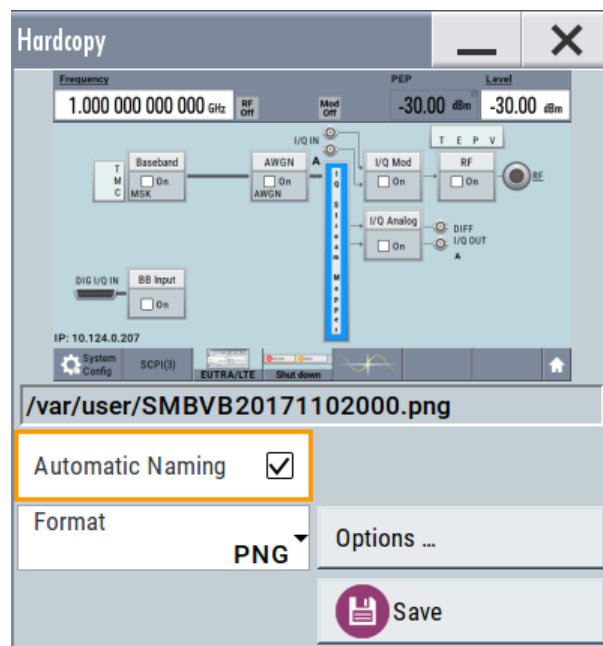 Hardcopy
Frequency
PEP
Level
1.000 000 000 000 GHz
RF Off
Mod Off
-30.00 dBm
-30.00 dBm
I/Q IN
T E P V
T M C
Baseband
On
MSK
AWGN
On
AWGN
A
I/Q Stream Mapper
I/Q Mod
On
RF
On
RF
I/Q Analog
On
DIFF
I/Q OUT
A
DIG I/Q IN
BB Input
On
IP: 10.124.0.207
System Config
SCPI(3)
EUTRA/LTE
Shut down
/var/user/SMBVB20171102000.png
Automatic Naming
Format
PNG
Options ...
Save